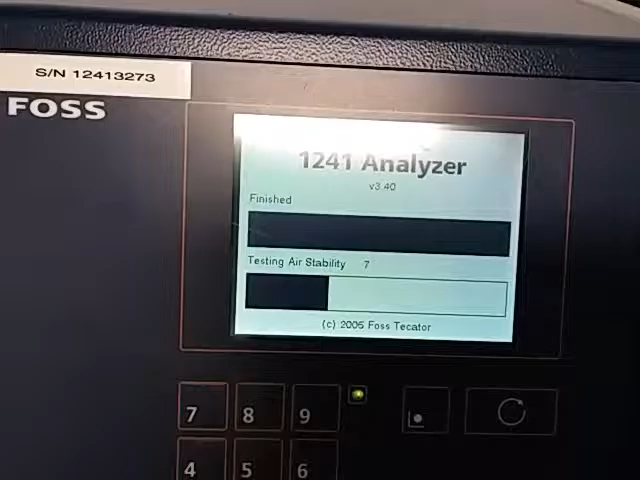 S/N 12413273
FOSS
1241 Analyzer
v3.40
Finished
Testing Air Stability 7
(c) 2005 Foss Tecator
7 8 9
4 5 6